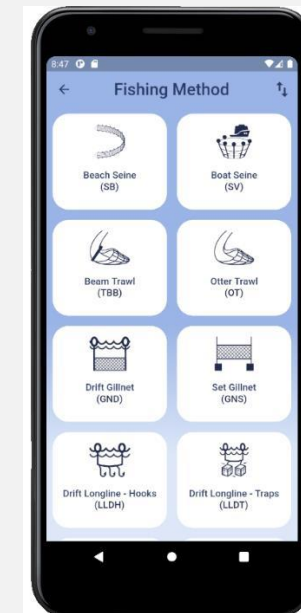 8:47
Fishing Method
Beach Seine
(SB)
Boat Seine
(SV)
Beam Trawl
(TBB)
Otter Trawl
(OT)
Drift Gillnet
(GND)
Set Gillnet
(GNS)
Drift Longline - Hooks
(LLDH)
Drift Longline - Traps
(LLDT)